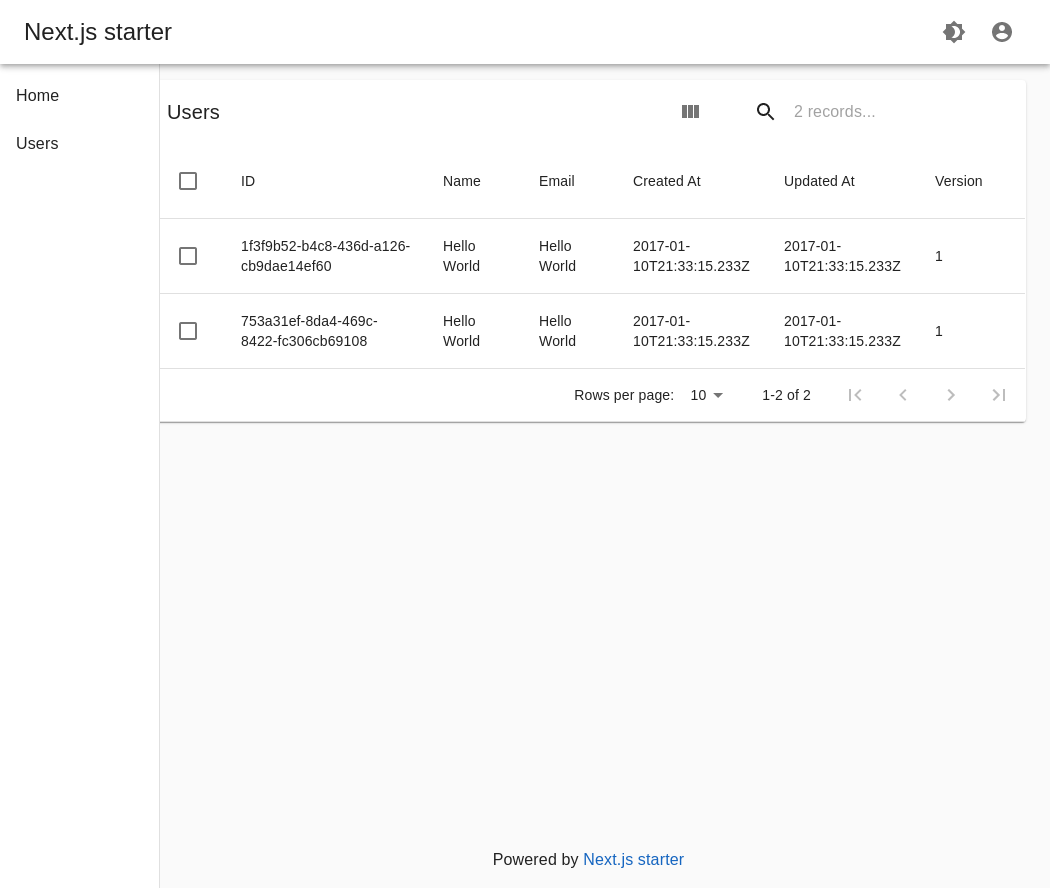 Next.js starter
Home
Users
Users
2 records...
ID Name Email Created At Updated At Version
1f3f9b52-b4c8-436d-a126-
cb9dae14ef60
Hello
World
Hello
World
2017-01-
10T21:33:15.233Z
2017-01-
10T21:33:15.233Z
1
753a31ef-8da4-469c-
8422-fc306cb69108
Hello
World
Hello
World
2017-01-
10T21:33:15.233Z
2017-01-
10T21:33:15.233Z
1
Rows per page: 10 1-2 of 2
Powered by Next.js starter